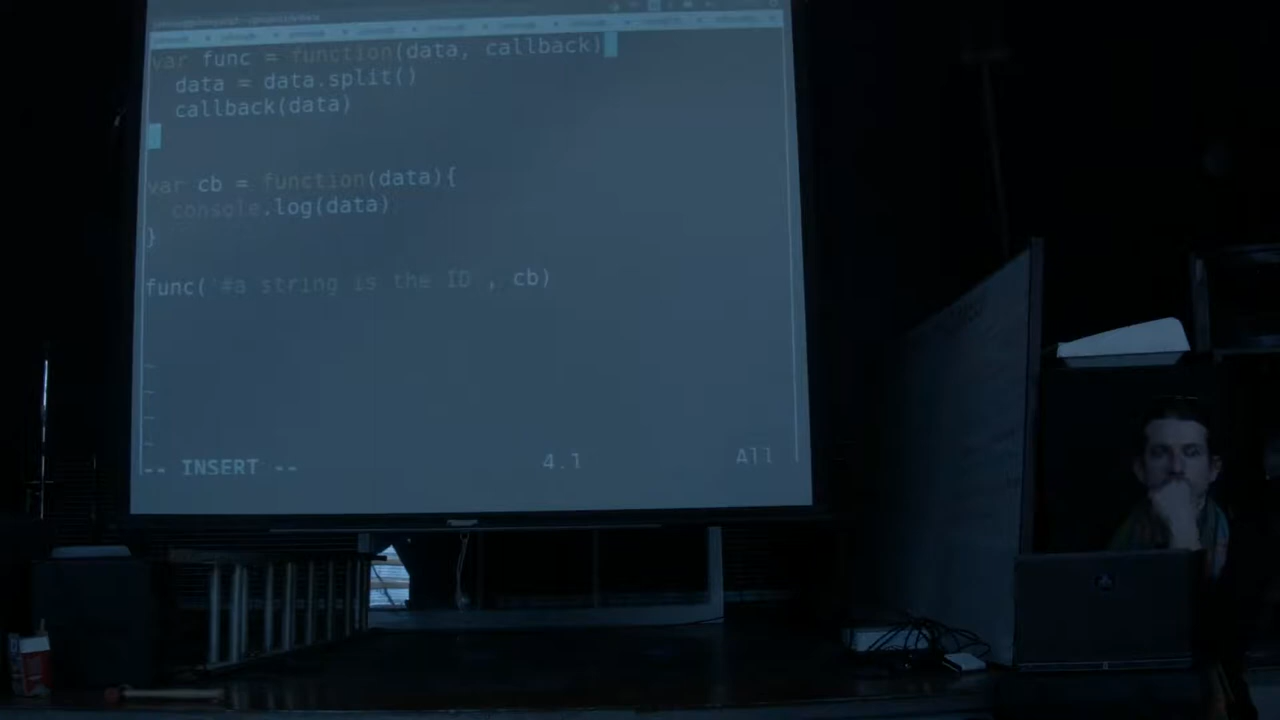 var func = function(data, callback)
data = data.split()
callback(data)
var cb = function(data){
console.log(data)
}
func('#a string is the ID', cb)
~
~
~
~
-- INSERT -- 4.1 All